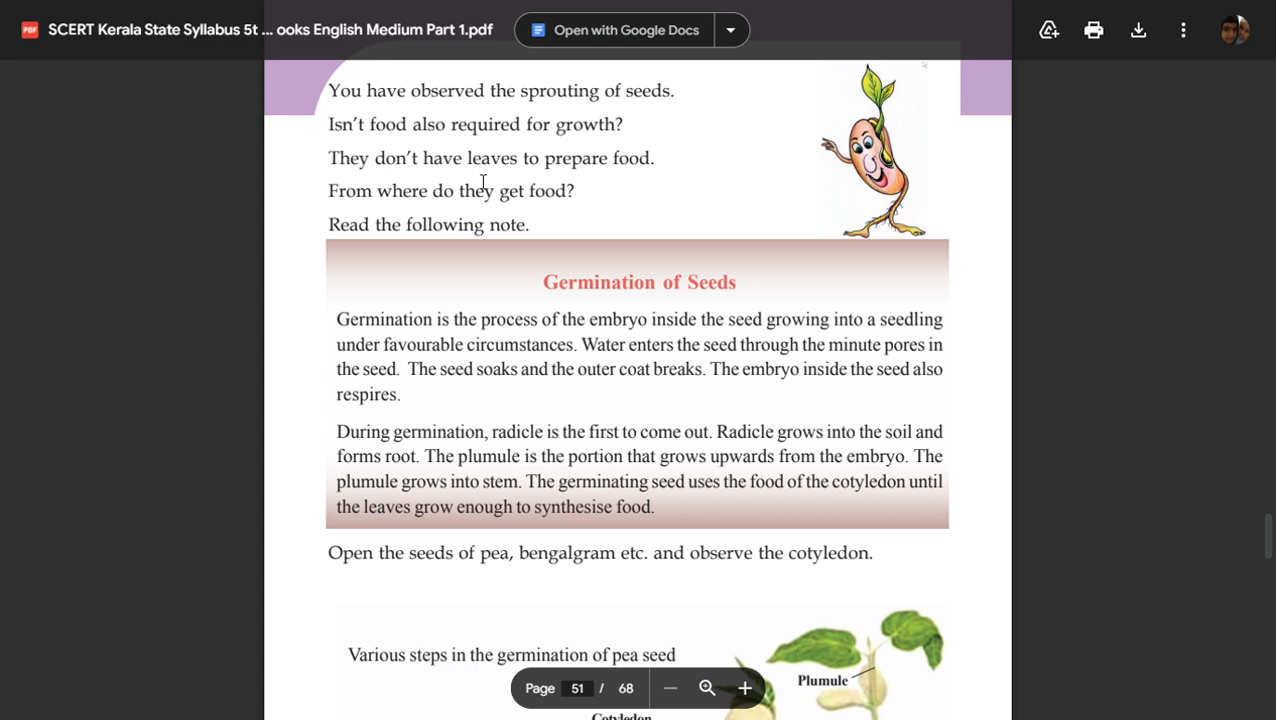 SCERT Kerala State Syllabus 5t ... ooks English Medium Part 1.pdf
Open with Google Docs
You have observed the sprouting of seeds.
Isn't food also required for growth?
They don't have leaves to prepare food.
From where do they get food?
Read the following note.
Germination of Seeds
Germination is the process of the embryo inside the seed growing into a seedling
under favourable circumstances. Water enters the seed through the minute pores in
the seed. The seed soaks and the outer coat breaks. The embryo inside the seed also
respires.
During germination, radicle is the first to come out. Radicle grows into the soil and
forms root. The plumule is the portion that grows upwards from the embryo. The
plumule grows into stem. The germinating seed uses the food of the cotyledon until
the leaves grow enough to synthesise food.
Open the seeds of pea, bengalgram etc. and observe the cotyledon.
Various steps in the germination of pea seed
Plumule
Page 51 / 68
Cotyledon